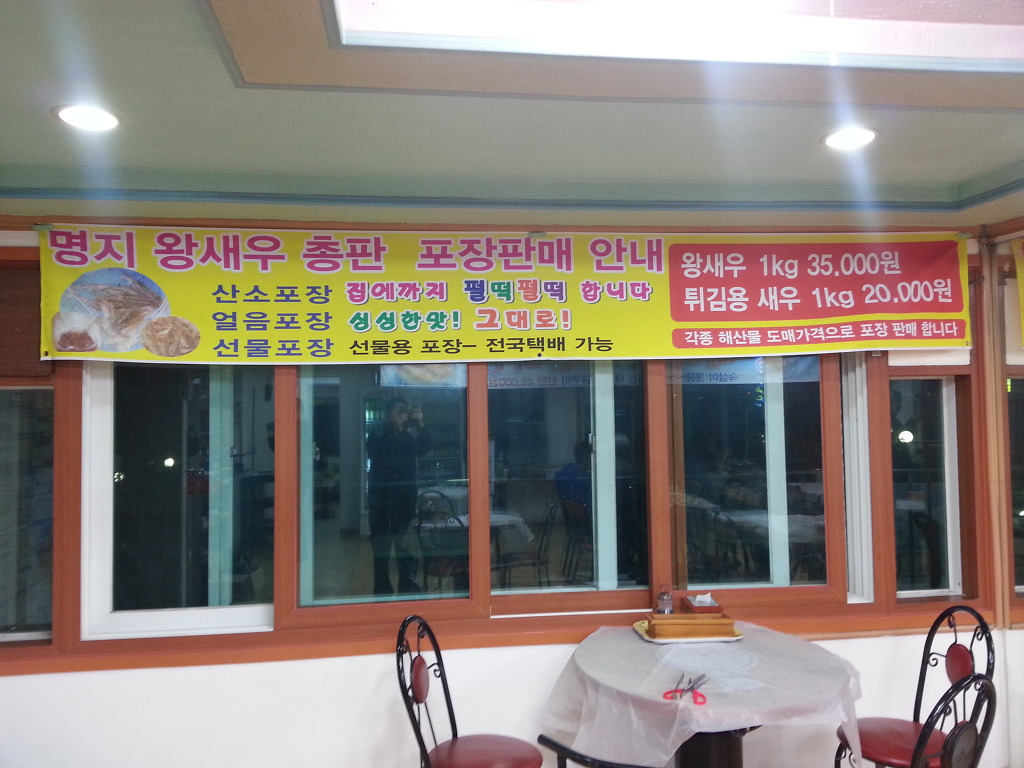 명지 왕새우 총판 포장판매 안내
산소포장 집에까지 펄떡펄떡 합니다
얼음포장 싱싱한맛! 그대로!
선물포장 선물용 포장- 전국택배 가능
왕새우 1kg 35.000원
튀김용 새우 1kg 20.000원
각종 해산물 도매가격으로 포장 판매 합니다